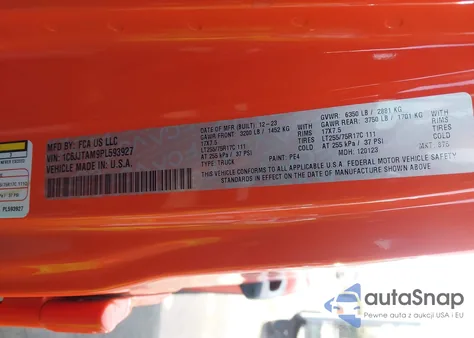 MFD BY: FCA US LLC
VIN: 1C6JJTAM9PL593927
VEHICLE MADE IN U.S.A.
DATE OF MFR (BUILT) 12-23
GAWR FRONT: 3200 LB / 1452 KG
WITH RIMS TIRES
17X7.5
LT255/75R17C 111
AT 255 kPa / 37 PSI
PAINT: PE4
TYPE: TRUCK
GVWR: 6350 LB / 2881 KG
GAWR REAR: 3750 LB / 1701 KG
WITH RIMS TIRES
17X7.5
LT255/75R17C 111
AT 255 kPa / 37 PSI
MDH: 120123
MKT: 975
THIS VEHICLE CONFORMS TO ALL APPLICABLE U.S.A. FEDERAL MOTOR VEHICLE
SAFETY STANDARDS IN EFFECT ON THE DATE OF MANUFACTURE SHOWN ABOVE
PL593927
autaSnap
Pewne auta z aukcji USA i EU